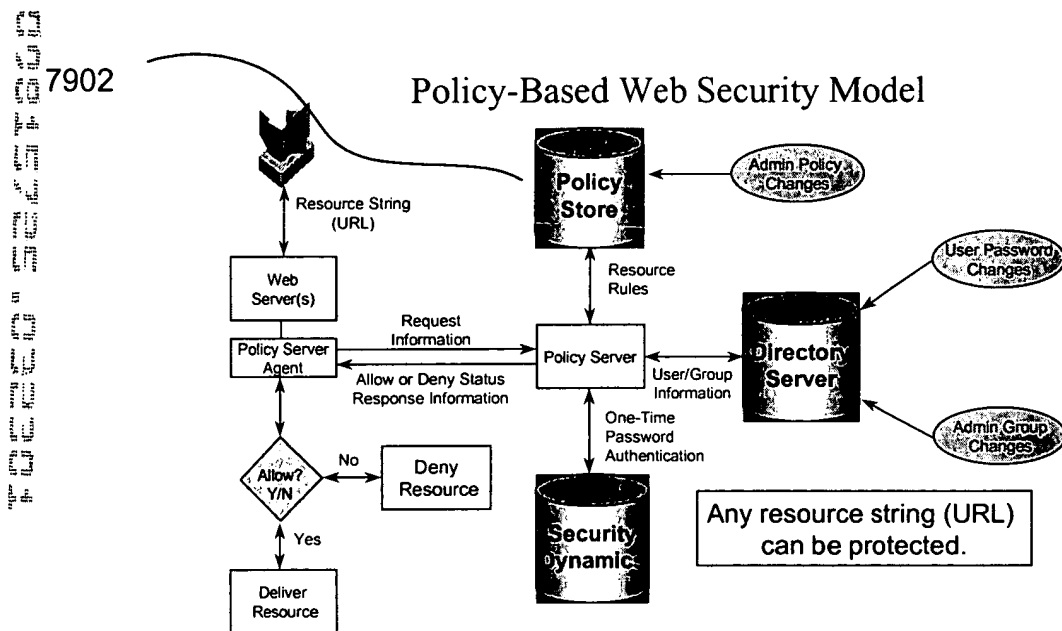 7902
Policy-Based Web Security Model
Resource String
(URL)
Policy
Store
Admin Policy
Changes
Web
Server(s)
Resource
Rules
User Password
Changes
Request
Information
Policy Server
Agent
Policy Server
Directory
Server
Allow or Deny Status
Response Information
User/Group
Information
One-Time
Password
Authentication
Admin Group
Changes
Allow?
Y/N
No
Deny
Resource
Yes
Security
Dynamic
Any resource string (URL)
can be protected.
Deliver
Resource